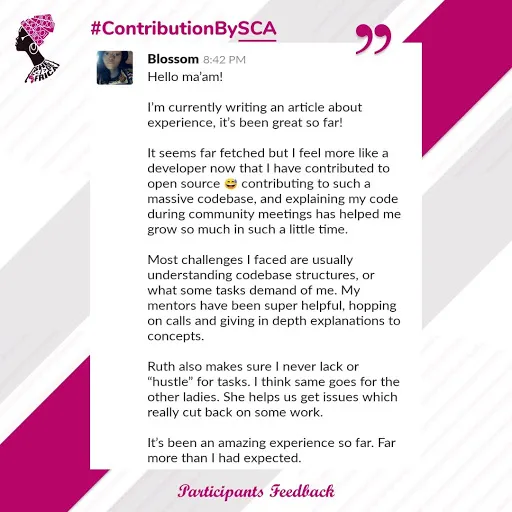 #ContributionBySCA
AFRICA
Blossom 8:42 PM
Hello ma'am!
I'm currently writing an article about
experience, it's been great so far!
It seems far fetched but I feel more like a
developer now that I have contributed to
open source 😅 contributing to such a
massive codebase, and explaining my code
during community meetings has helped me
grow so much in such a little time.
Most challenges I faced are usually
understanding codebase structures, or
what some tasks demand of me. My
mentors have been super helpful, hopping
on calls and giving in depth explanations to
concepts.
Ruth also makes sure I never lack or
“hustle” for tasks. I think same goes for the
other ladies. She helps us get issues which
really cut back on some work.
It's been an amazing experience so far. Far
more than I had expected.
Participants Feedback